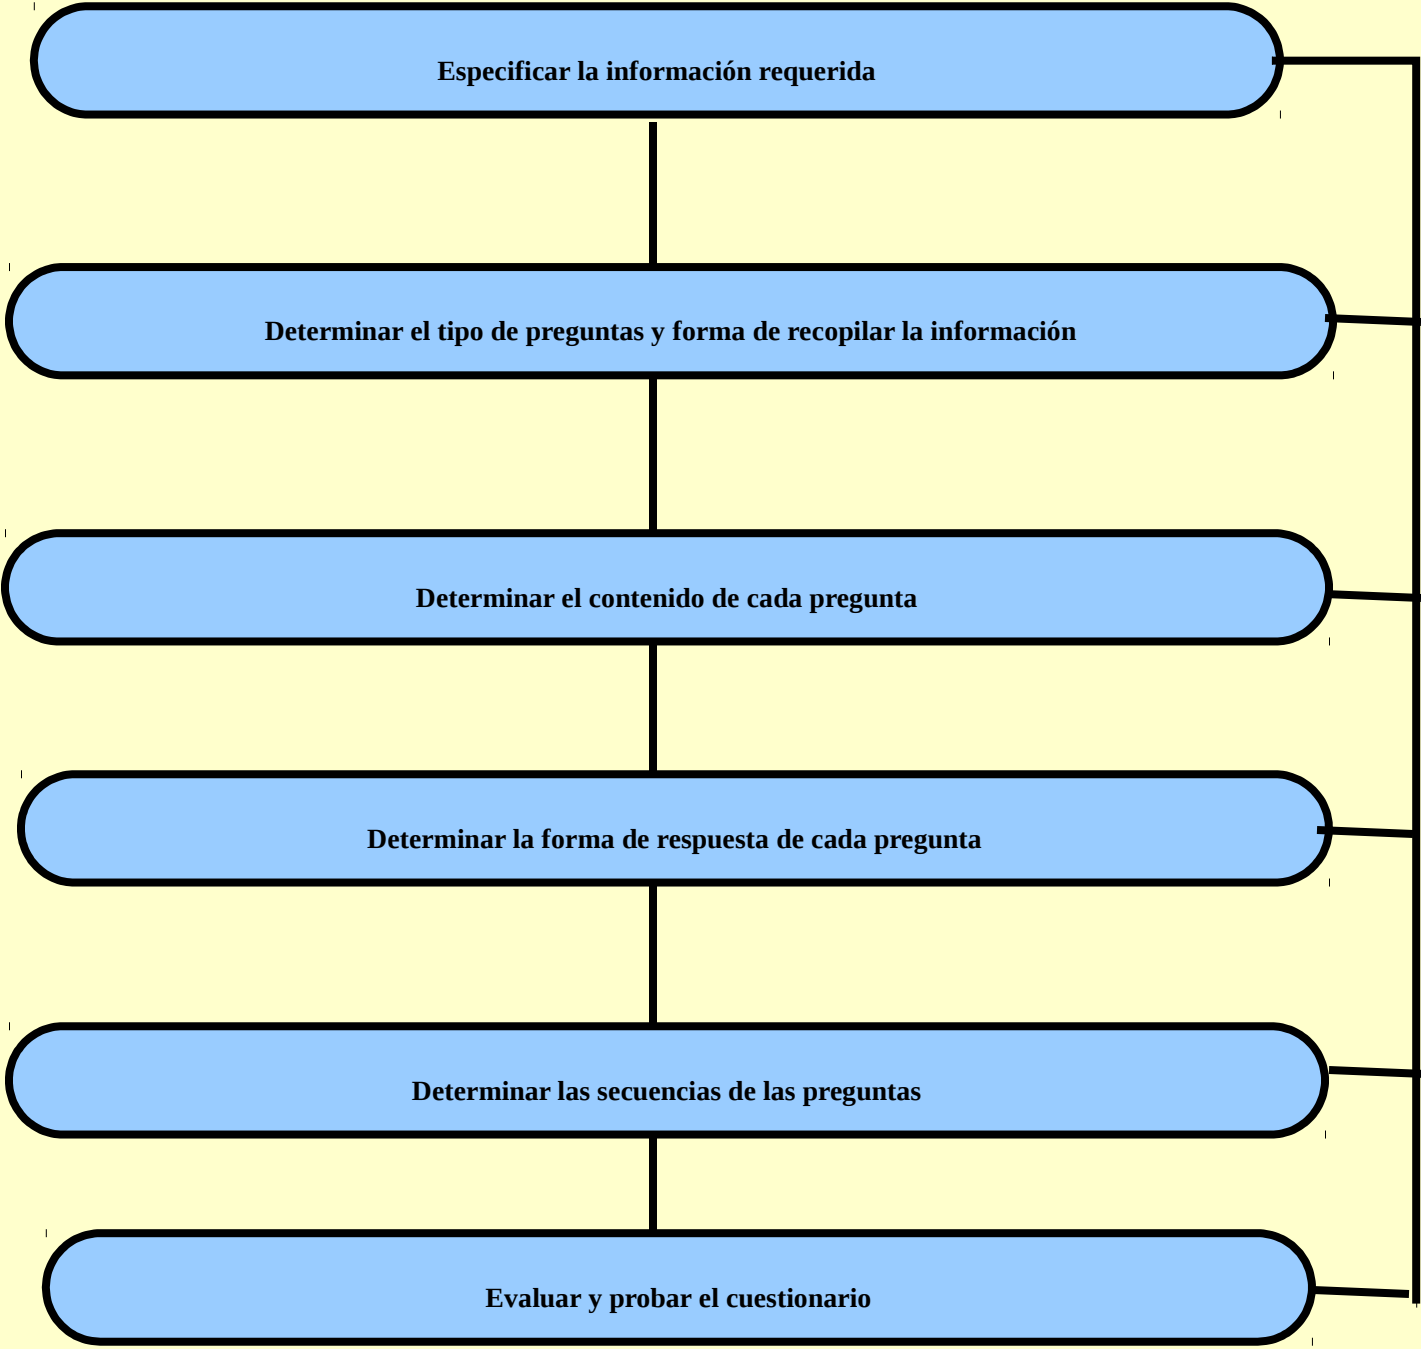 Especificar la información requerida
Determinar el tipo de preguntas y forma de recopilar la información
Determinar el contenido de cada pregunta
Determinar la forma de respuesta de cada pregunta
Determinar las secuencias de las preguntas
Evaluar y probar el cuestionario